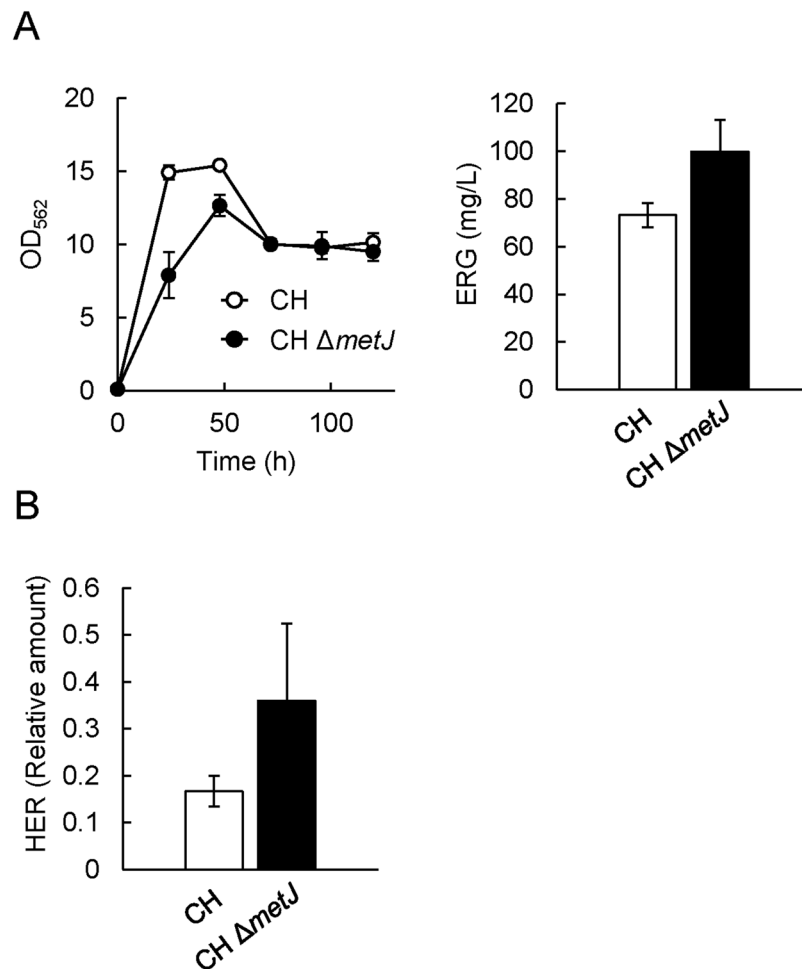 A
20
15
10
5
0
OD562
0
50
100
Time (h)
CH
CH ΔmetJ
120
100
80
60
40
20
0
ERG (mg/L)
CH
CH ΔmetJ
B
0.6
0.5
0.4
0.3
0.2
0.1
0
HER (Relative amount)
CH
CH ΔmetJ